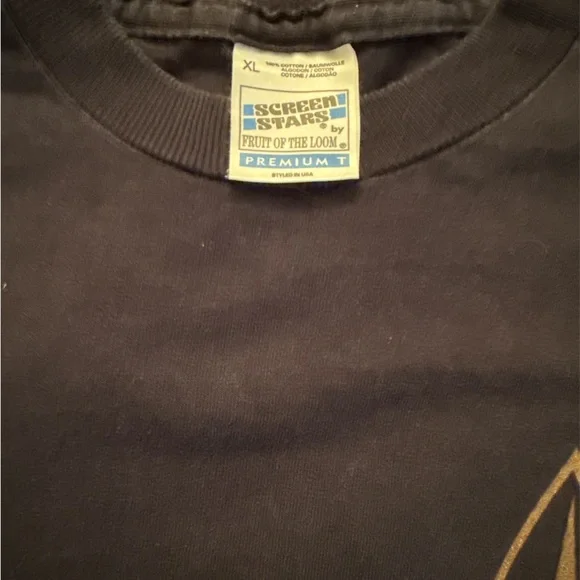 XL
100% COTTON / BAUMWOLLE
ALGODON / COTON
COTONE / ALGODÃO
SCREEN
STARS® by
FRUIT OF THE LOOM®
PREMIUM T
STYLED IN USA